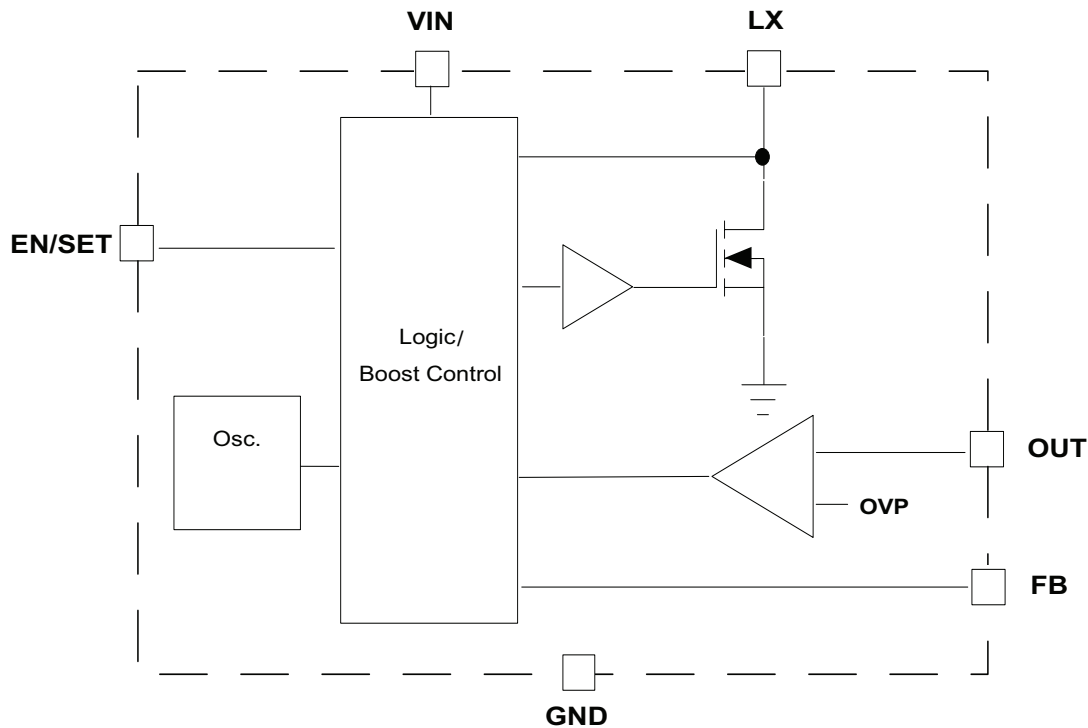 VIN
LX
EN/SET
Logic/
Boost Control
Osc.
OUT
OVP
FB
GND